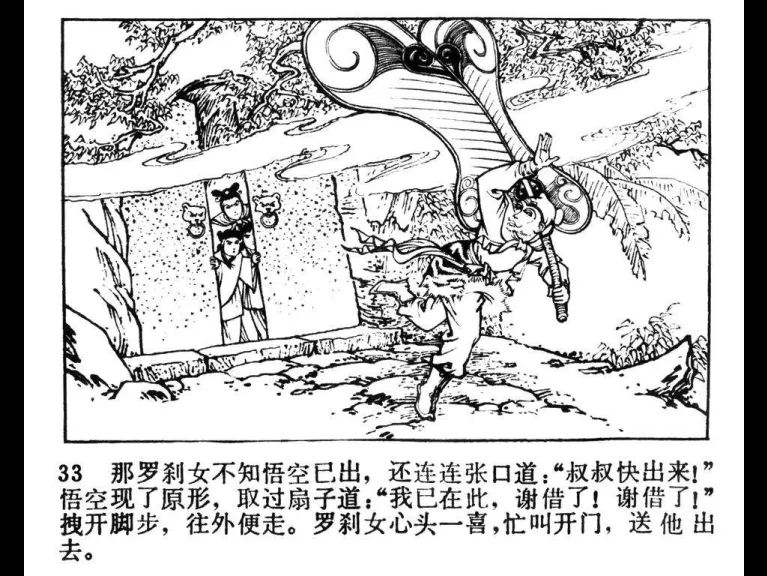 33 那罗刹女不知悟空已出，还连连张口道：“叔叔快出来！”
悟空现了原形，取过扇子道：“我已在此，谢借了！谢借了！”
拽开脚步，往外便走。罗刹女心头一喜，忙叫开门，送他出
去。